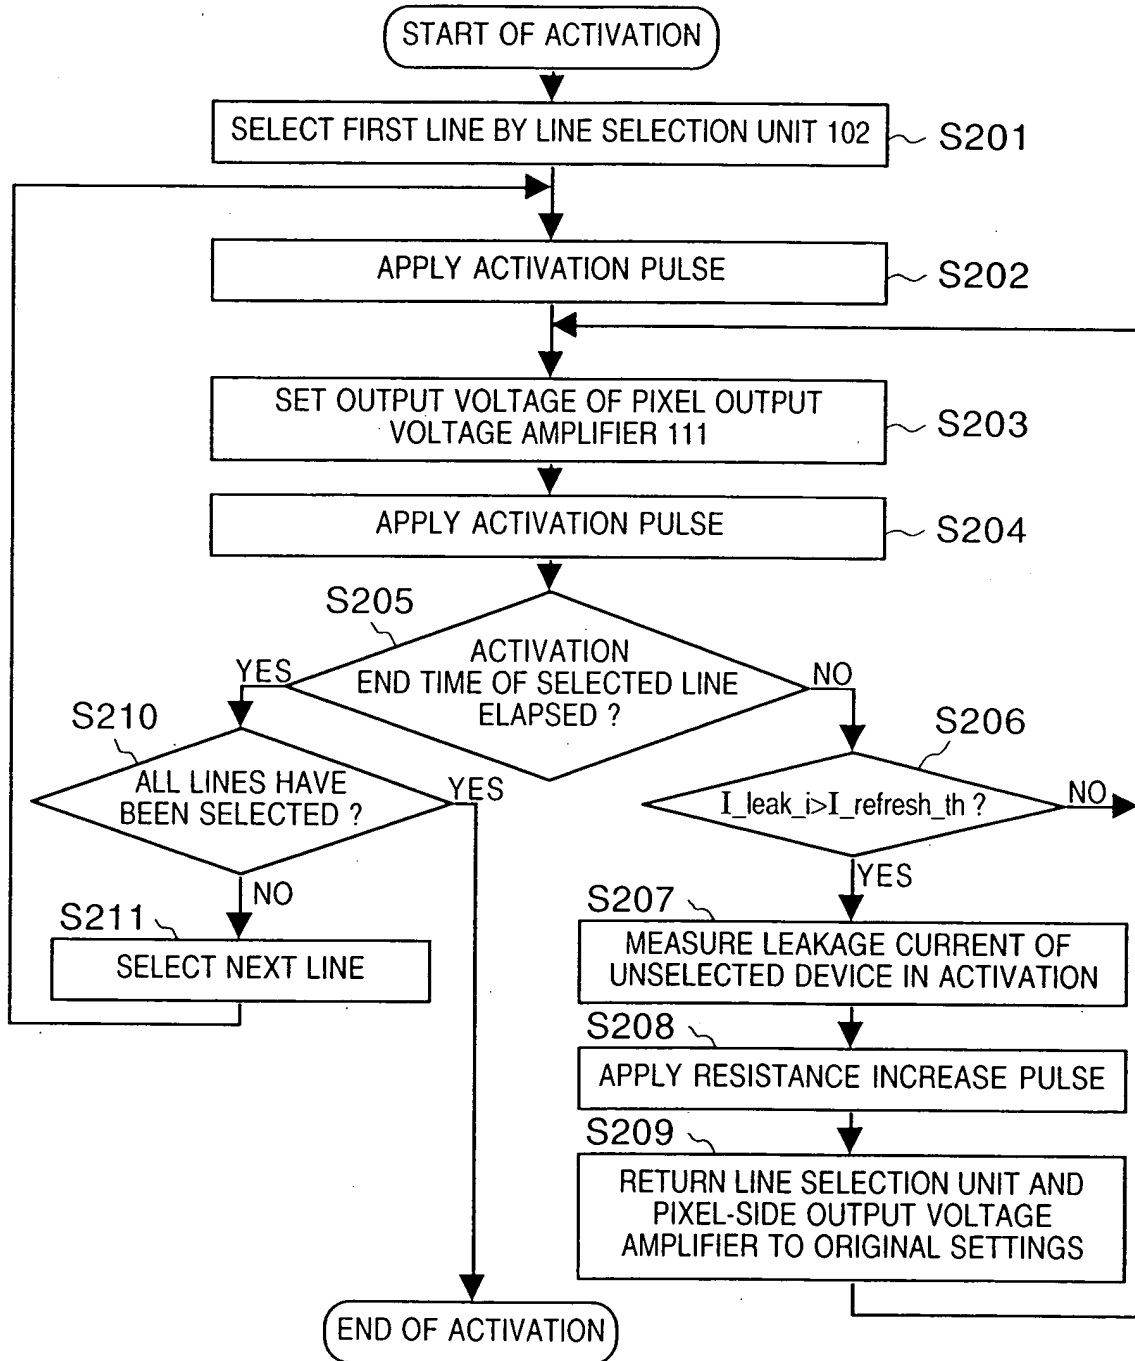 START OF ACTIVATION
SELECT FIRST LINE BY LINE SELECTION UNIT 102
S201
APPLY ACTIVATION PULSE
S202
SET OUTPUT VOLTAGE OF PIXEL OUTPUT
VOLTAGE AMPLIFIER 111
S203
APPLY ACTIVATION PULSE
S204
S205
ACTIVATION
END TIME OF SELECTED LINE
ELAPSED ?
YES
NO
S210
ALL LINES HAVE
BEEN SELECTED ?
YES
NO
S206
I_leak_i>I_refresh_th ?
NO
YES
S211
SELECT NEXT LINE
S207
MEASURE LEAKAGE CURRENT OF
UNSELECTED DEVICE IN ACTIVATION
S208
APPLY RESISTANCE INCREASE PULSE
S209
RETURN LINE SELECTION UNIT AND
PIXEL-SIDE OUTPUT VOLTAGE
AMPLIFIER TO ORIGINAL SETTINGS
END OF ACTIVATION